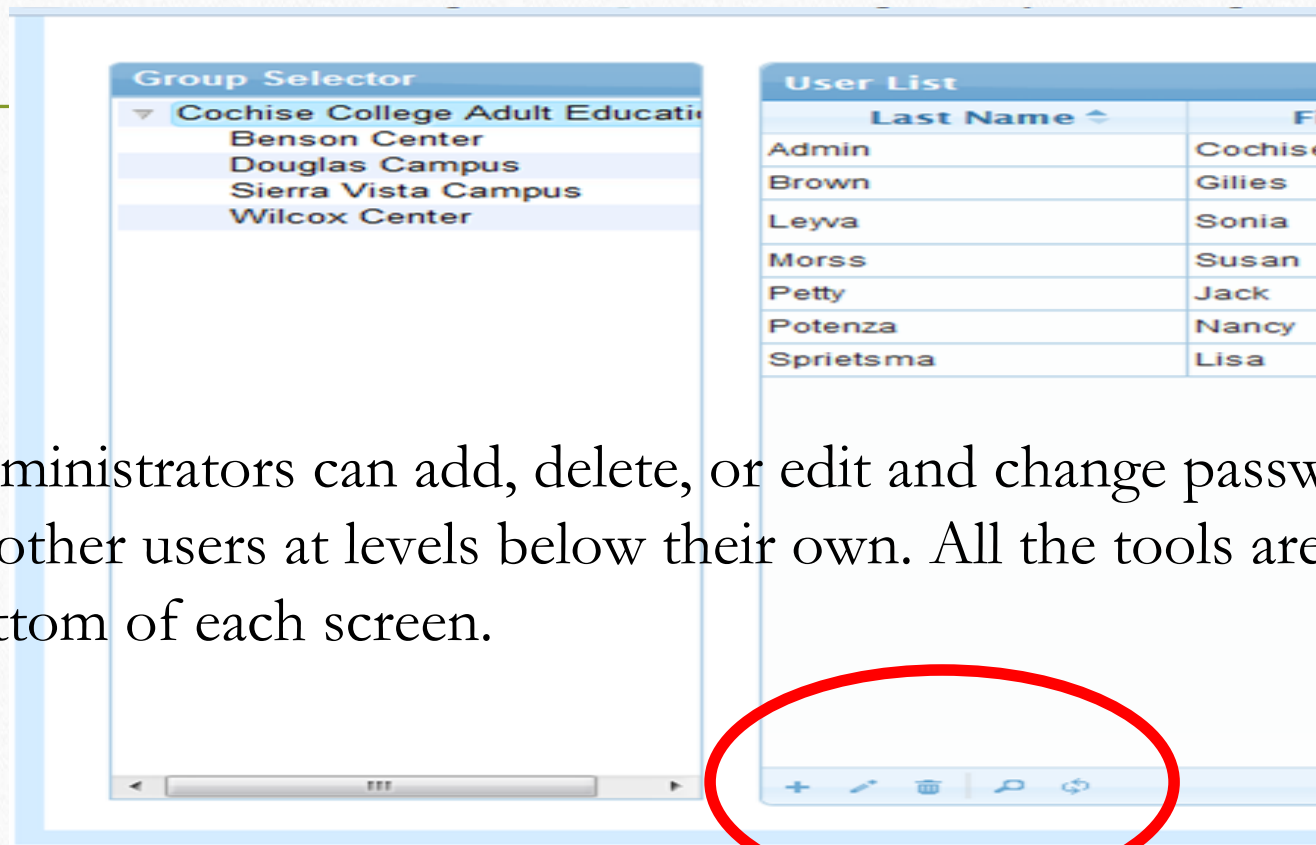 Group Selector
Cochise College Adult Educati
Benson Center
Douglas Campus
Sierra Vista Campus
Wilcox Center
User List
Last Name F
Admin Cochise
Brown Gilies
Leyva Sonia
Morss Susan
Petty Jack
Potenza Nancy
Sprietsma Lisa
ministrators can add, delete, or edit and change passw
other users at levels below their own. All the tools are
ttom of each screen.